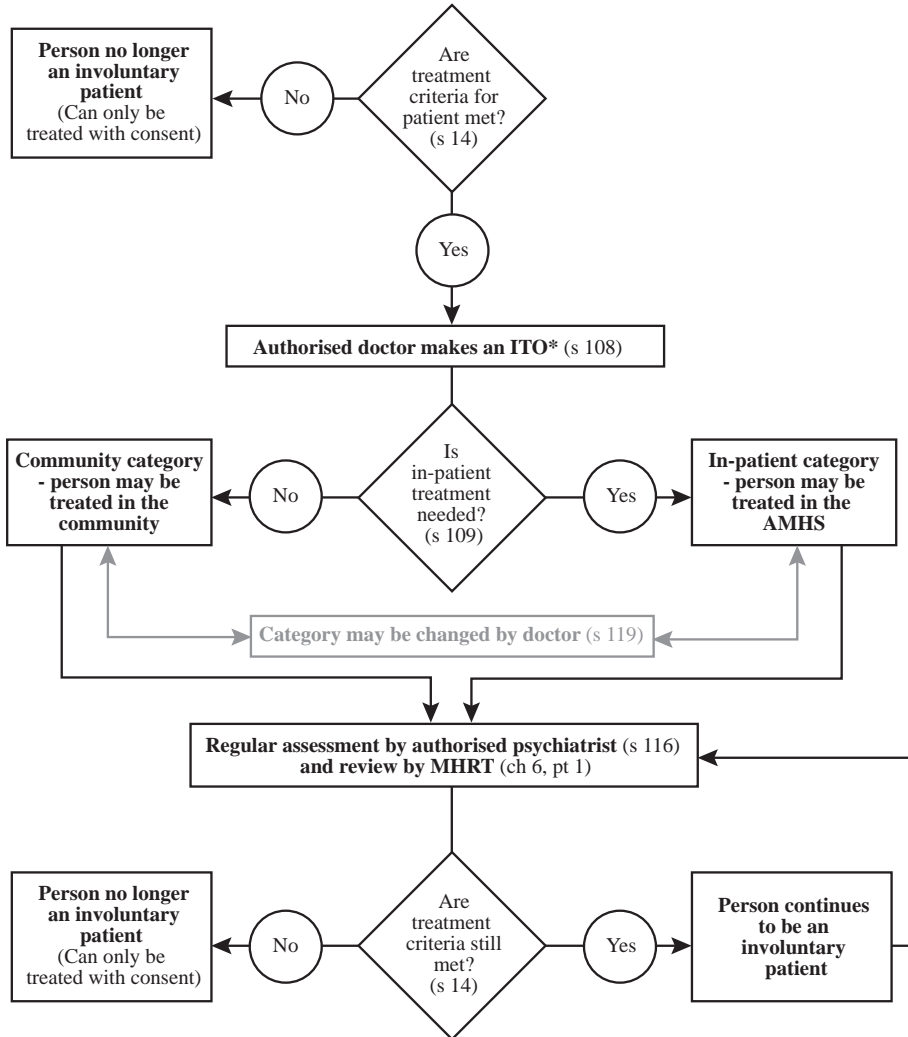 Person no longer
an involuntary
patient
(Can only be
treated with consent)
No
Are
treatment
criteria for
patient met?
(s 14)
Yes
Authorised doctor makes an ITO* (s 108)
Community category
- person may be
treated in the
community
No
Is
in-patient
treatment
needed?
(s 109)
Yes
In-patient category
- person may be
treated in the
AMHS
Category may be changed by doctor (s 119)
Regular assessment by authorised psychiatrist (s 116)
and review by MHRT (ch 6, pt 1)
Person no longer
an involuntary
patient
(Can only be
treated with consent)
No
Are
treatment
criteria still
met?
(s 14)
Yes
Person continues
to be an
involuntary
patient